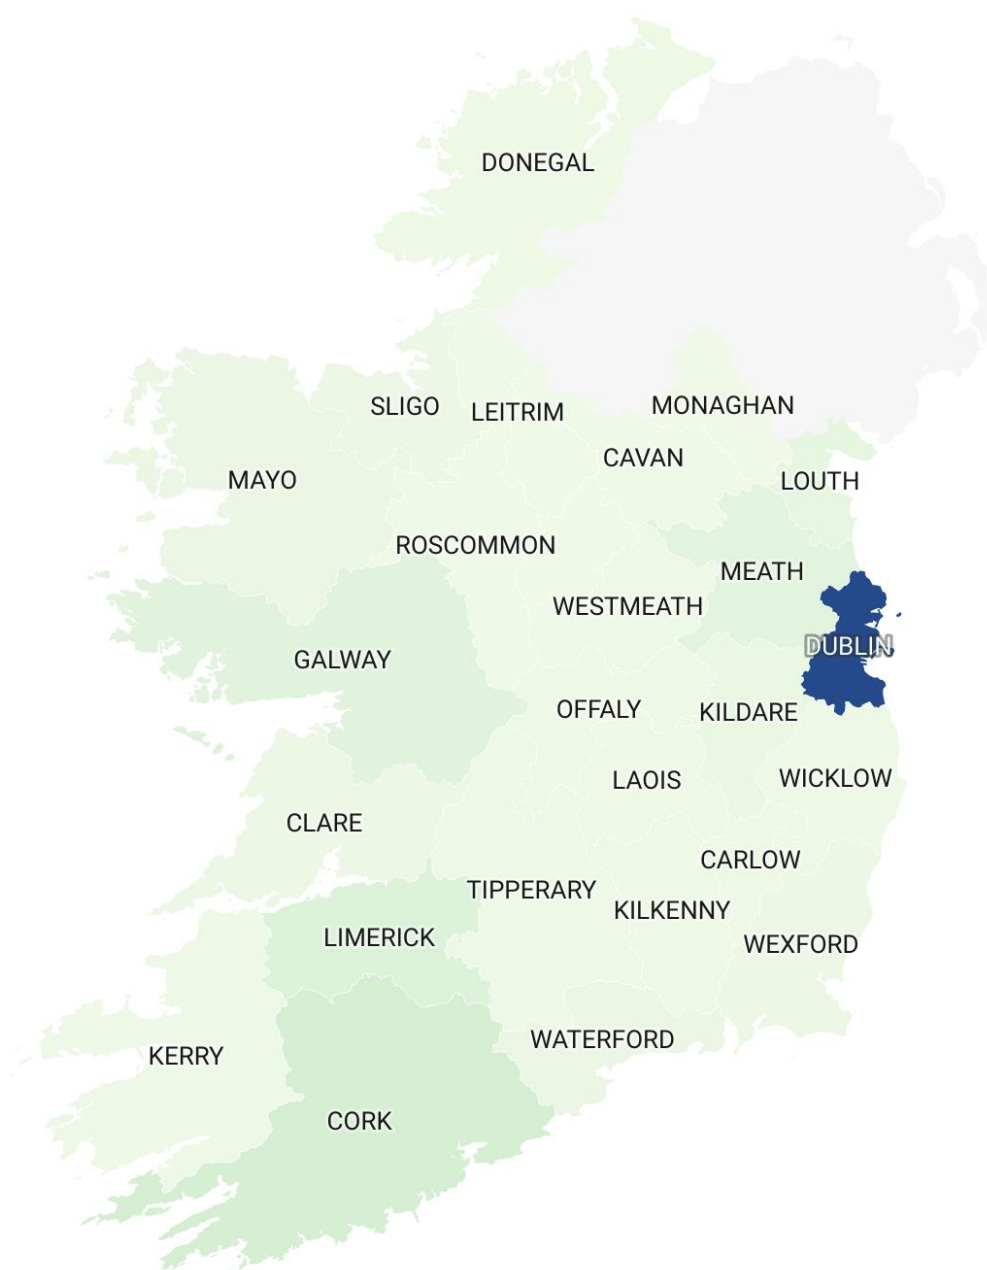 DONEGAL
SLIGO
LEITRIM
MONAGHAN
CAVAN
MAYO
LOUTH
ROSCOMMON
MEATH
WESTMEATH
DUBLIN
GALWAY
OFFALY
KILDARE
LAOIS
WICKLOW
CLARE
CARLOW
TIPPERARY
KILKENNY
LIMERICK
WEXFORD
WATERFORD
KERRY
CORK